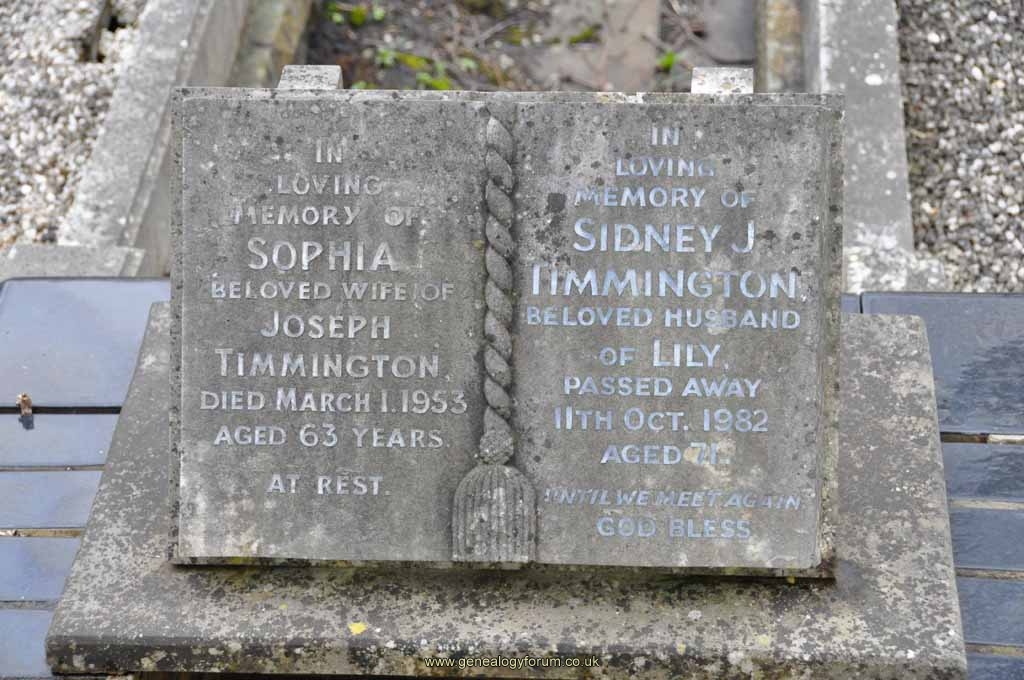 IN
LOVING
MEMORY OF
SOPHIA
BELOVED WIFE OF
JOSEPH
TIMMINGTON,
DIED MARCH 1. 1953
AGED 63 YEARS.
AT REST.
IN
LOVING
MEMORY OF
SIDNEY J
TIMMINGTON,
BELOVED HUSBAND
OF LILY,
PASSED AWAY
11TH OCT. 1982
AGED 71.
UNTIL WE MEET AGAIN
GOD BLESS
www.genealogyforum.co.uk